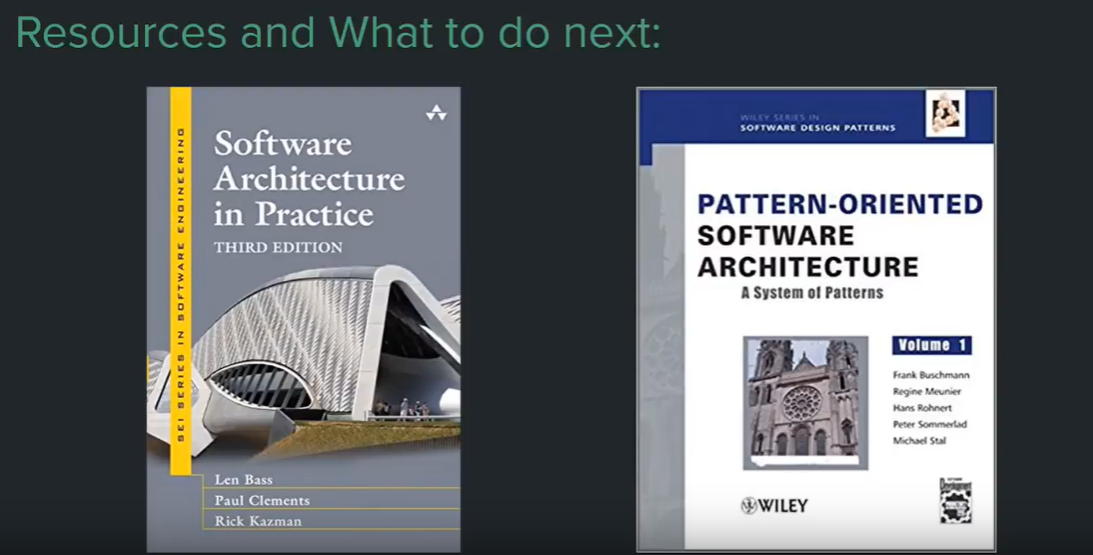 Resources and What to do next:
SEI SERIES IN SOFTWARE ENGINEERING
Software
Architecture
in Practice
THIRD EDITION
Len Bass
Paul Clements
Rick Kazman
WILEY SERIES IN
SOFTWARE DESIGN PATTERNS
PATTERN-ORIENTED
SOFTWARE
ARCHITECTURE
A System of Patterns
Volume 1
Frank Buschmann
Regine Meunier
Hans Rohnert
Peter Sommerlad
Michael Stal
WILEY